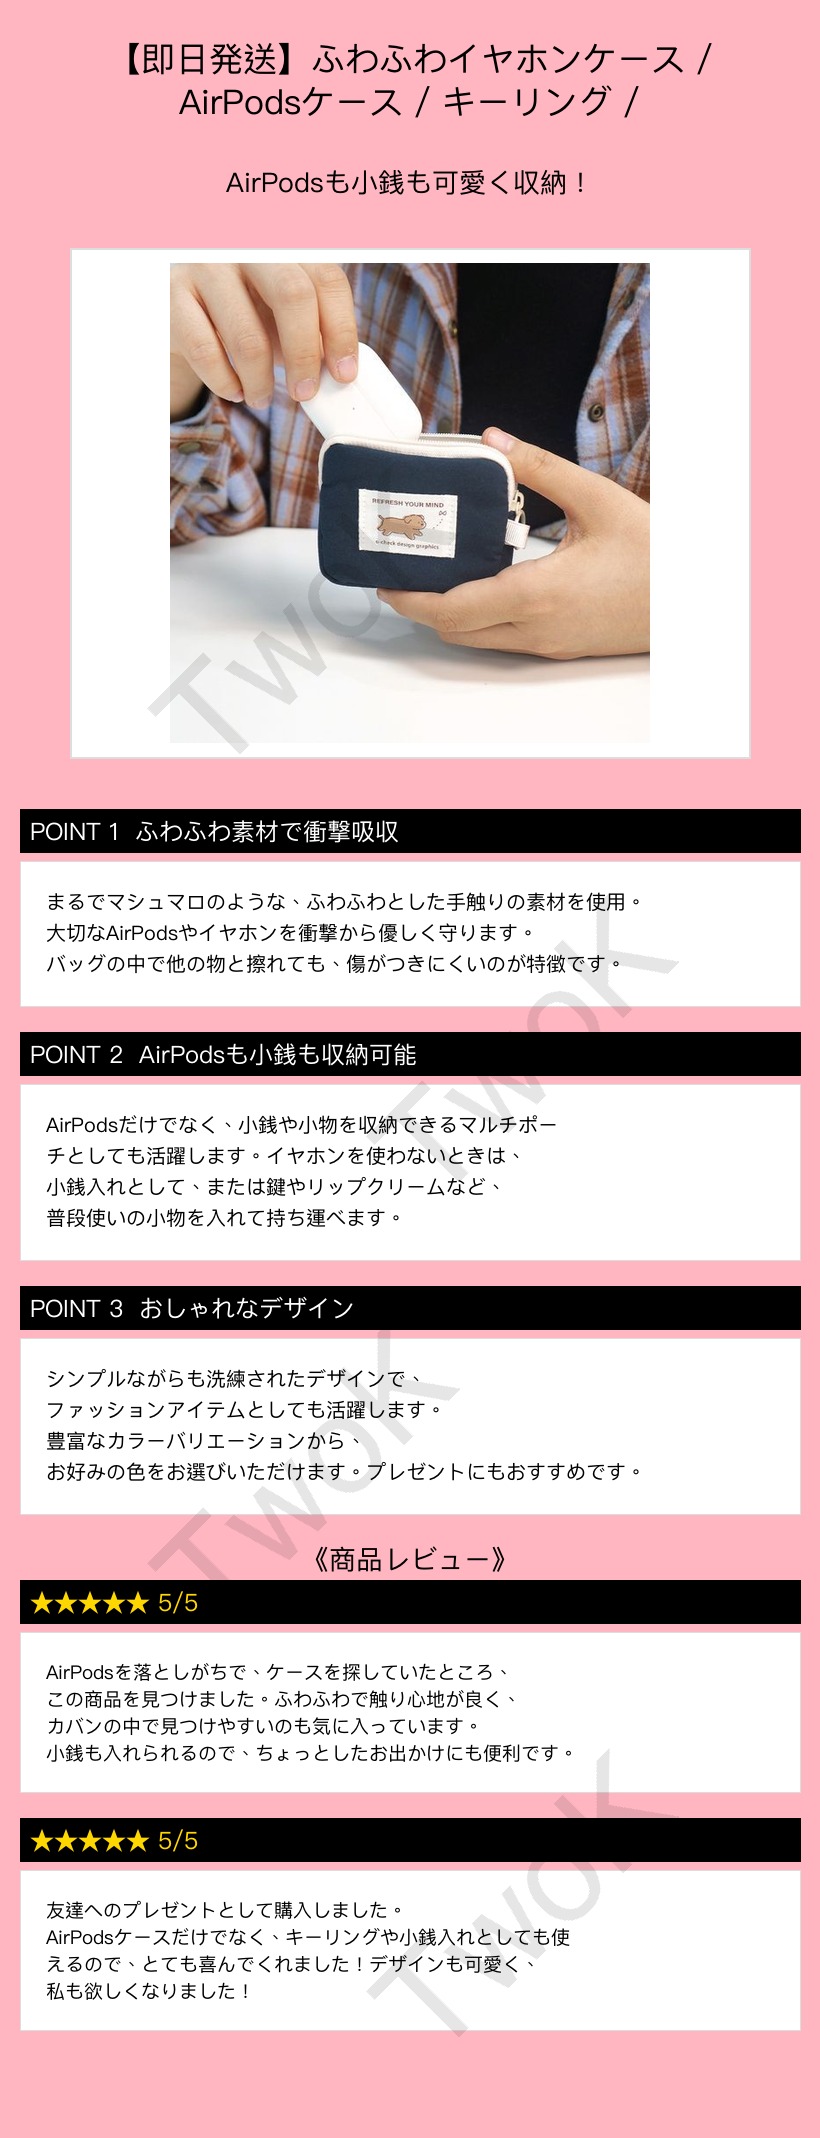 【即日発送】ふわふわイヤホンケース /
AirPodsケース / キーリング /
AirPodsも小銭も可愛く収納！
REFRESH YOUR MIND
n-check design graphics
Twok
POINT 1 ふわふわ素材で衝撃吸収
まるでマシュマロのような、ふわふわとした手触りの素材を使用。
大切なAirPodsやイヤホンを衝撃から優しく守ります。
バッグの中で他の物と擦れても、傷がつきにくいのが特徴です。
Twok
POINT 2 AirPodsも小銭も収納可能
AirPodsだけでなく、小銭や小物を収納できるマルチポー
チとしても活躍します。イヤホンを使わないときは、
小銭入れとして、または鍵やリップクリームなど、
普段使いの小物を入れて持ち運べます。
POINT 3 おしゃれなデザイン
シンプルながらも洗練されたデザインで、
ファッションアイテムとしても活躍します。
豊富なカラーバリエーションから、
お好みの色をお選びいただけます。プレゼントにもおすすめです。
Twok
《商品レビュー》
★★★★★ 5/5
AirPodsを落としがちで、ケースを探していたところ、
この商品を見つけました。ふわふわで触り心地が良く、
カバンの中で見つけやすいのも気に入っています。
小銭も入れられるので、ちょっとしたお出かけにも便利です。
★★★★★ 5/5
友達へのプレゼントとして購入しました。
AirPodsケースだけでなく、キーリングや小銭入れとしても使
えるので、とても喜んでくれました！デザインも可愛く、
私も欲しくなりました！
Twok